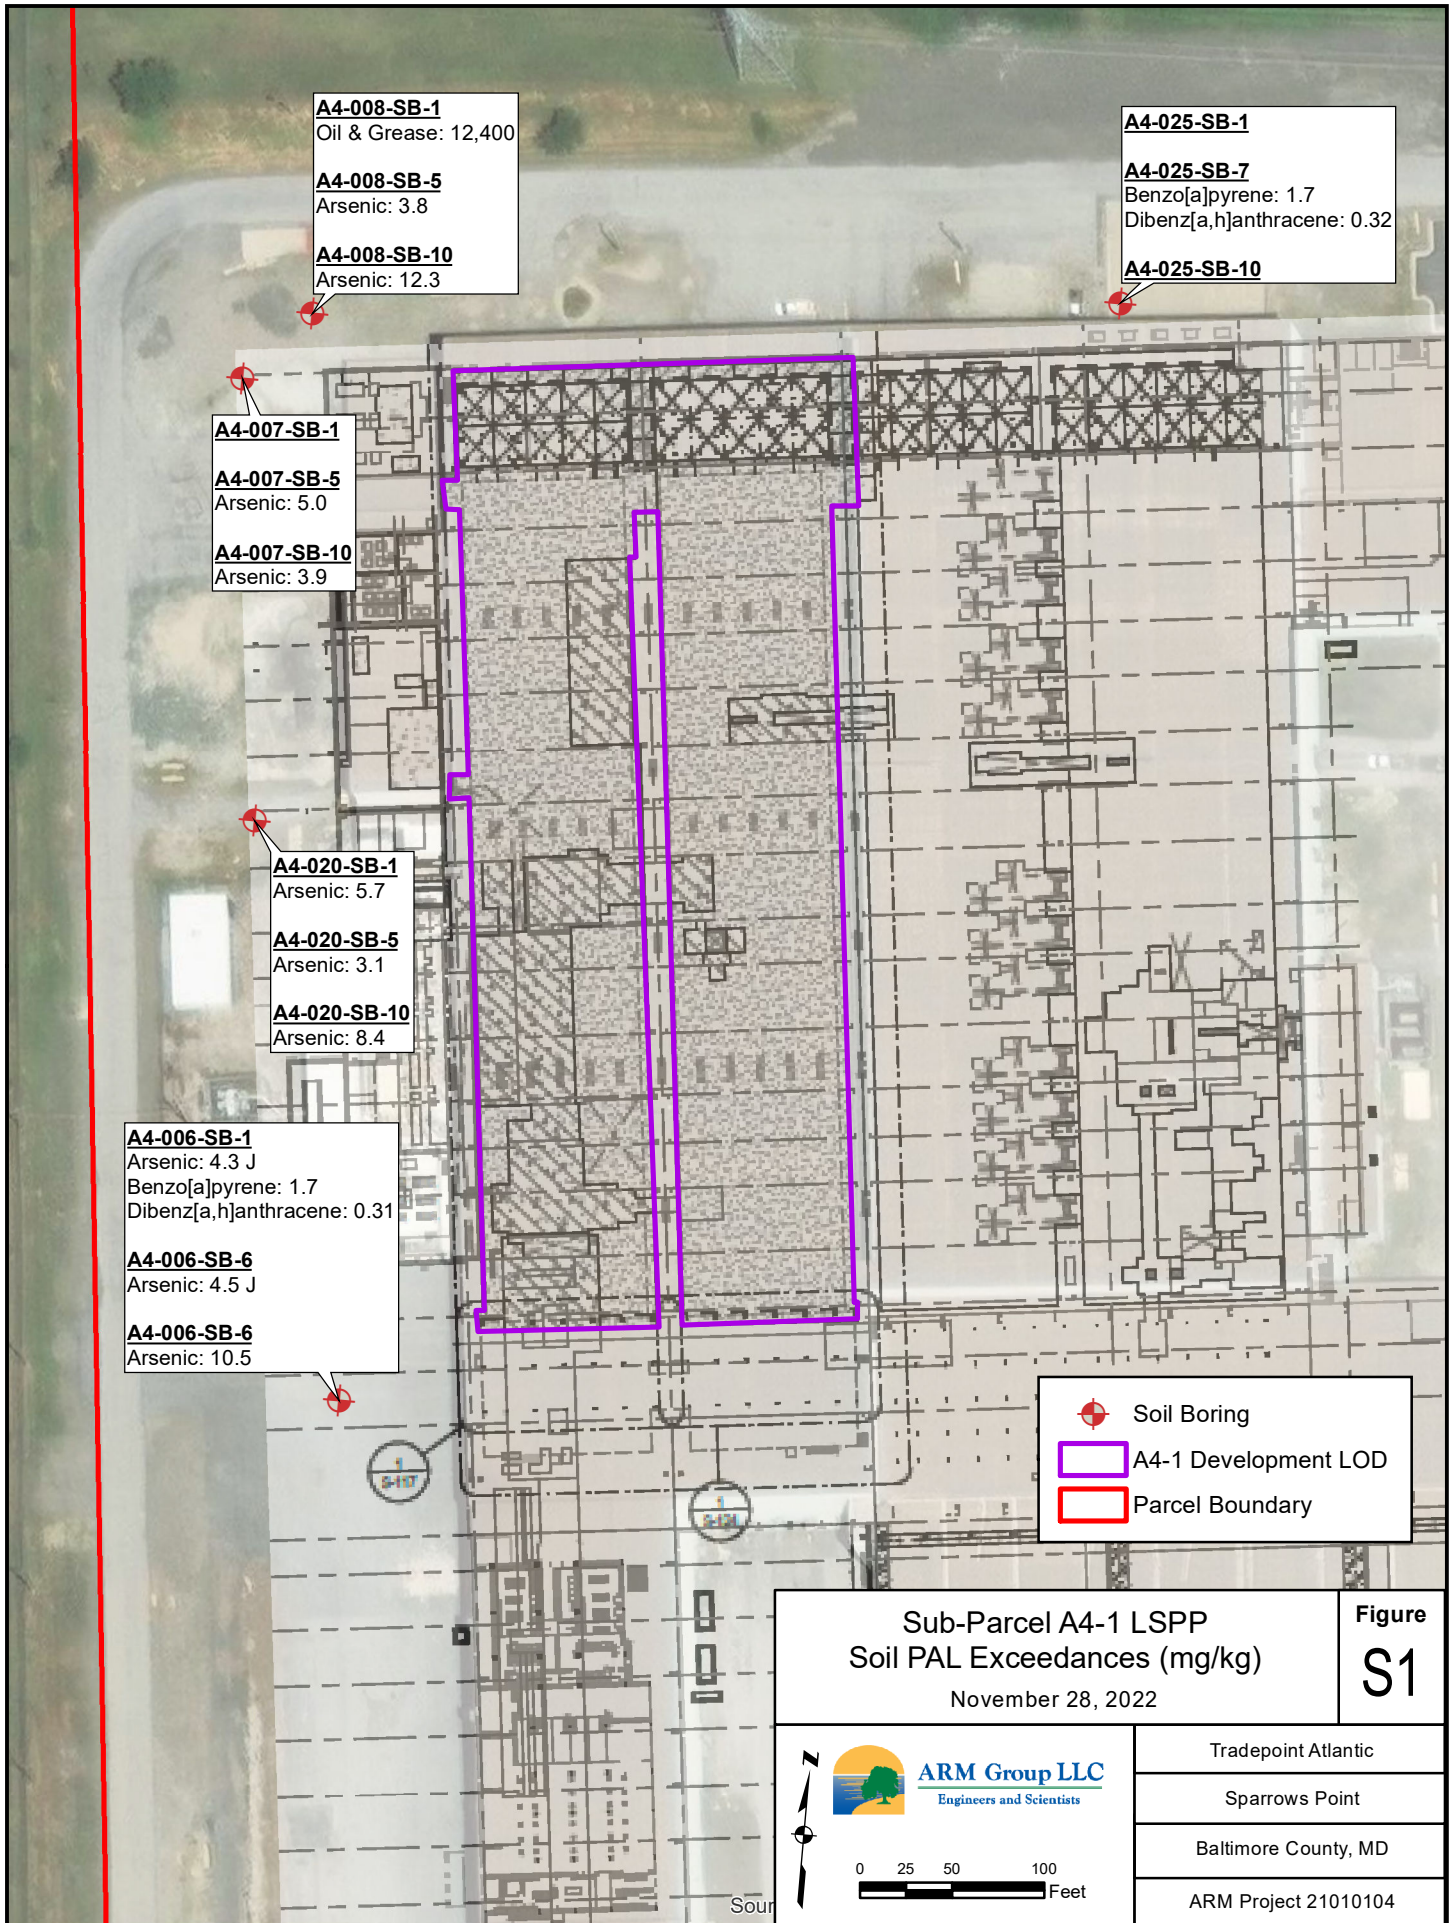 A4-008-SB-1
Oil & Grease: 12,400
A4-008-SB-5
Arsenic: 3.8
A4-008-SB-10
Arsenic: 12.3
A4-025-SB-1
A4-025-SB-7
Benzo[a]pyrene: 1.7
Dibenz[a,h]anthracene: 0.32
A4-025-SB-10
A4-007-SB-1
A4-007-SB-5
Arsenic: 5.0
A4-007-SB-10
Arsenic: 3.9
A4-020-SB-1
Arsenic: 5.7
A4-020-SB-5
Arsenic: 3.1
A4-020-SB-10
Arsenic: 8.4
A4-006-SB-1
Arsenic: 4.3 J
Benzo[a]pyrene: 1.7
Dibenz[a,h]anthracene: 0.31
A4-006-SB-6
Arsenic: 4.5 J
A4-006-SB-6
Arsenic: 10.5
Soil Boring
A4-1 Development LOD
Parcel Boundary
Sub-Parcel A4-1 LSPP
Soil PAL Exceedances (mg/kg)
November 28, 2022
Figure
S1
N
ARM Group LLC
Engineers and Scientists
0 25 50 100
Feet
Tradepoint Atlantic
Sparrows Point
Baltimore County, MD
ARM Project 21010104
Sour